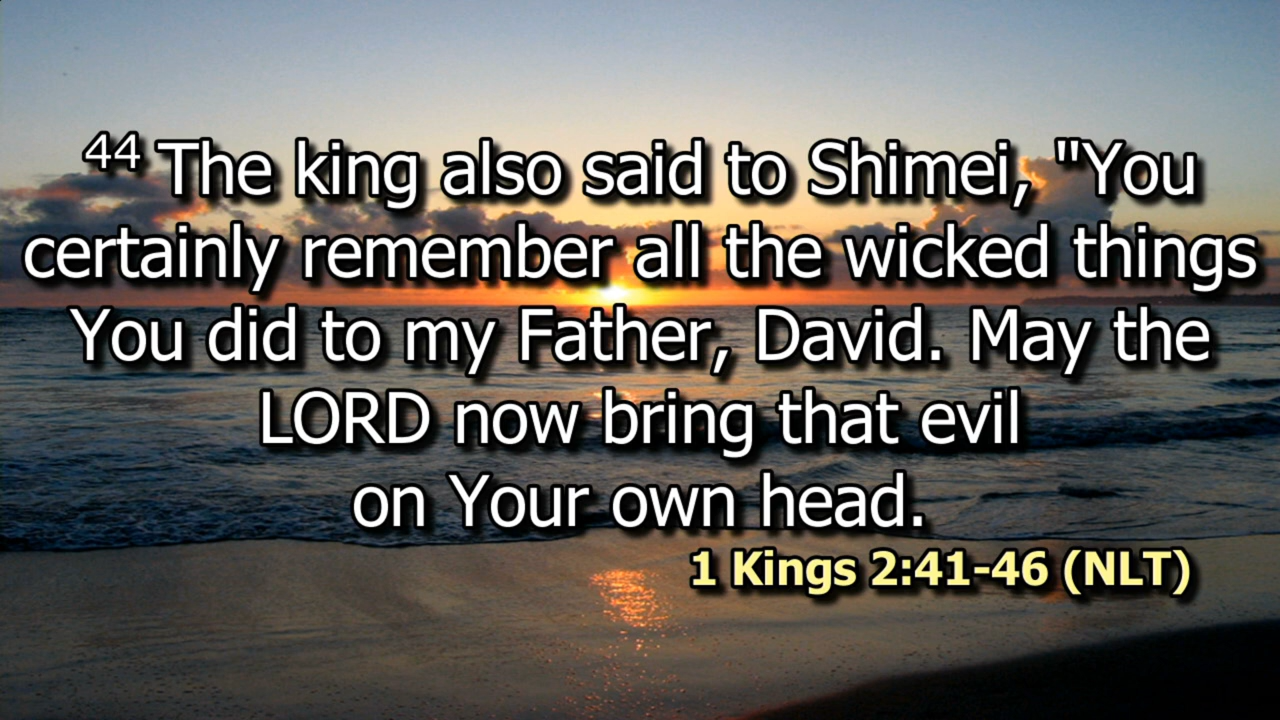 44 The king also said to Shimei, "You
certainly remember all the wicked things
You did to my Father, David. May the
LORD now bring that evil
on Your own head.
1 Kings 2:41-46 (NLT)